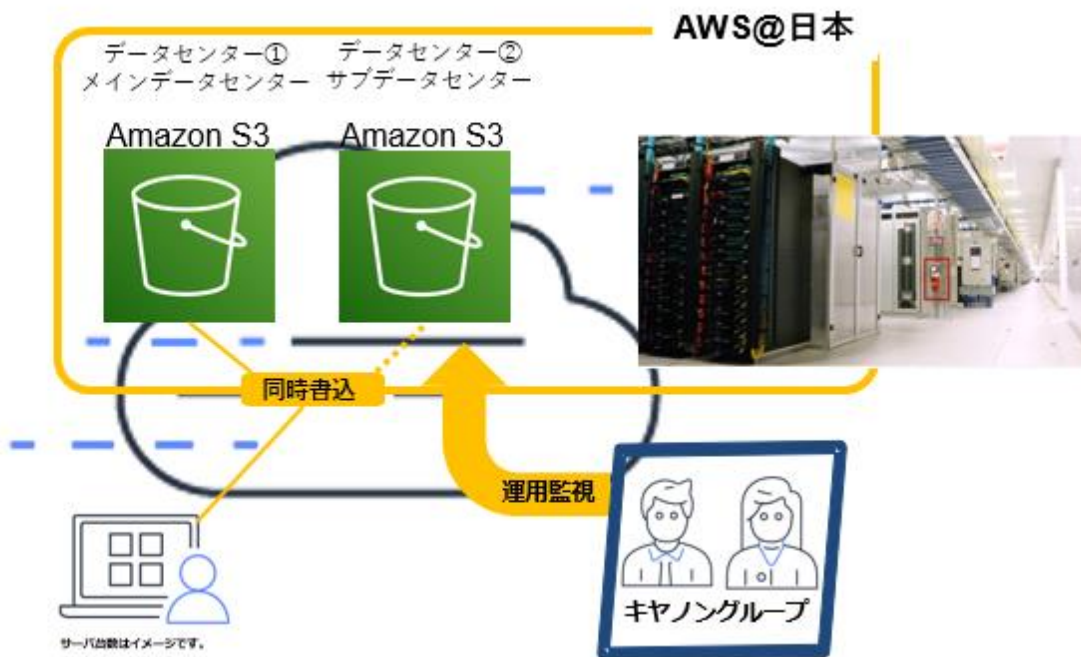 AWS@日本
データセンター①
メインデータセンター
データセンター②
サブデータセンター
Amazon S3
Amazon S3
同時書込
運用監視
キヤノングループ
サーバ台数はイメージです。